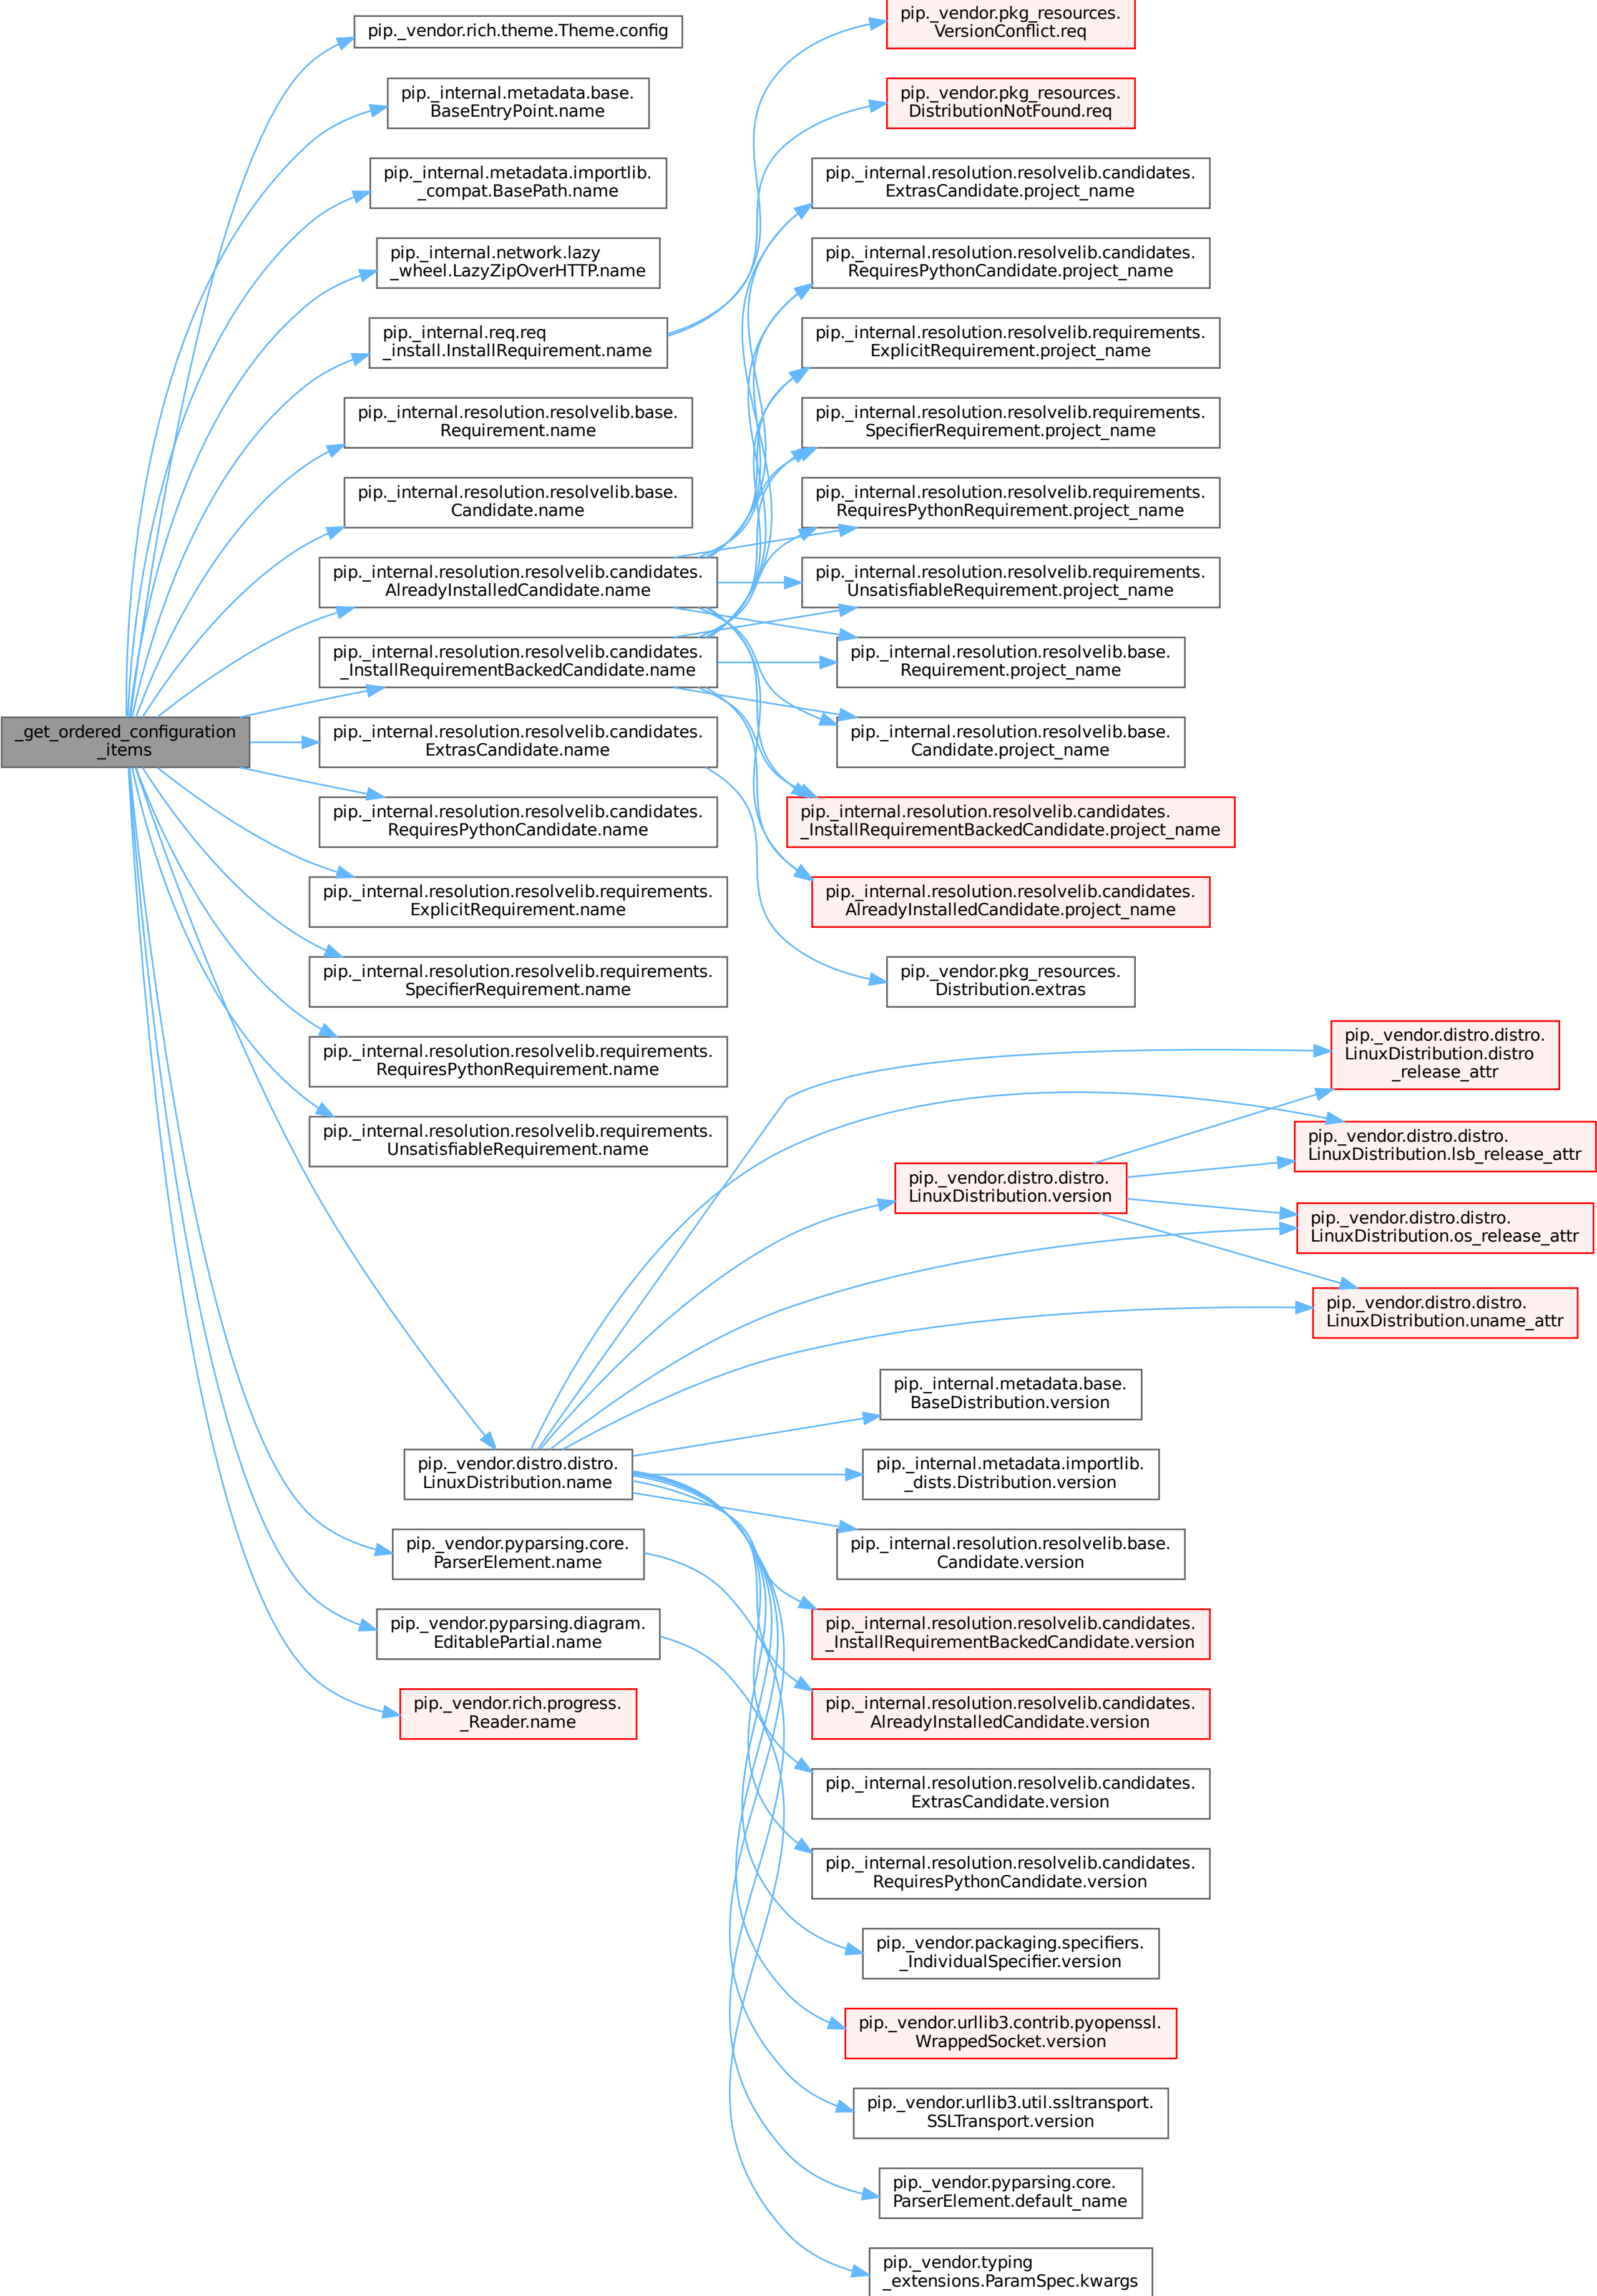 _get_ordered_configuration
_items
pip._vendor.rich.theme.Theme.config
pip._internal.metadata.base.
BaseEntryPoint.name
pip._internal.metadata.importlib.
_compat.BasePath.name
pip._internal.network.lazy
_wheel.LazyZipOverHTTP.name
pip._internal.req.req
_install.InstallRequirement.name
pip._internal.resolution.resolvelib.base.
Requirement.name
pip._internal.resolution.resolvelib.base.
Candidate.name
pip._internal.resolution.resolvelib.candidates.
AlreadyInstalledCandidate.name
pip._internal.resolution.resolvelib.candidates.
_InstallRequirementBackedCandidate.name
pip._internal.resolution.resolvelib.candidates.
ExtrasCandidate.name
pip._internal.resolution.resolvelib.candidates.
RequiresPythonCandidate.name
pip._internal.resolution.resolvelib.requirements.
ExplicitRequirement.name
pip._internal.resolution.resolvelib.requirements.
SpecifierRequirement.name
pip._internal.resolution.resolvelib.requirements.
RequiresPythonRequirement.name
pip._internal.resolution.resolvelib.requirements.
UnsatisfiableRequirement.name
pip._vendor.distro.distro.
LinuxDistribution.name
pip._vendor.pyparsing.core.
ParserElement.name
pip._vendor.pyparsing.diagram.
EditablePartial.name
pip._vendor.rich.progress.
_Reader.name
pip._vendor.pkg_resources.
VersionConflict.req
pip._vendor.pkg_resources.
DistributionNotFound.req
pip._internal.resolution.resolvelib.candidates.
ExtrasCandidate.project_name
pip._internal.resolution.resolvelib.candidates.
RequiresPythonCandidate.project_name
pip._internal.resolution.resolvelib.requirements.
ExplicitRequirement.project_name
pip._internal.resolution.resolvelib.requirements.
SpecifierRequirement.project_name
pip._internal.resolution.resolvelib.requirements.
RequiresPythonRequirement.project_name
pip._internal.resolution.resolvelib.requirements.
UnsatisfiableRequirement.project_name
pip._internal.resolution.resolvelib.base.
Requirement.project_name
pip._internal.resolution.resolvelib.base.
Candidate.project_name
pip._internal.resolution.resolvelib.candidates.
_InstallRequirementBackedCandidate.project_name
pip._internal.resolution.resolvelib.candidates.
AlreadyInstalledCandidate.project_name
pip._vendor.pkg_resources.
Distribution.extras
pip._vendor.distro.distro.
LinuxDistribution.version
pip._internal.metadata.base.
BaseDistribution.version
pip._internal.metadata.importlib.
_dists.Distribution.version
pip._internal.resolution.resolvelib.base.
Candidate.version
pip._internal.resolution.resolvelib.candidates.
_InstallRequirementBackedCandidate.version
pip._internal.resolution.resolvelib.candidates.
AlreadyInstalledCandidate.version
pip._internal.resolution.resolvelib.candidates.
ExtrasCandidate.version
pip._internal.resolution.resolvelib.candidates.
RequiresPythonCandidate.version
pip._vendor.packaging.specifiers.
_IndividualSpecifier.version
pip._vendor.urllib3.contrib.pyopenssl.
WrappedSocket.version
pip._vendor.urllib3.util.ssltransport.
SSLTransport.version
pip._vendor.pyparsing.core.
ParserElement.default_name
pip._vendor.typing
_extensions.ParamSpec.kwargs
pip._vendor.distro.distro.
LinuxDistribution.distro
_release_attr
pip._vendor.distro.distro.
LinuxDistribution.lsb_release_attr
pip._vendor.distro.distro.
LinuxDistribution.os_release_attr
pip._vendor.distro.distro.
LinuxDistribution.uname_attr